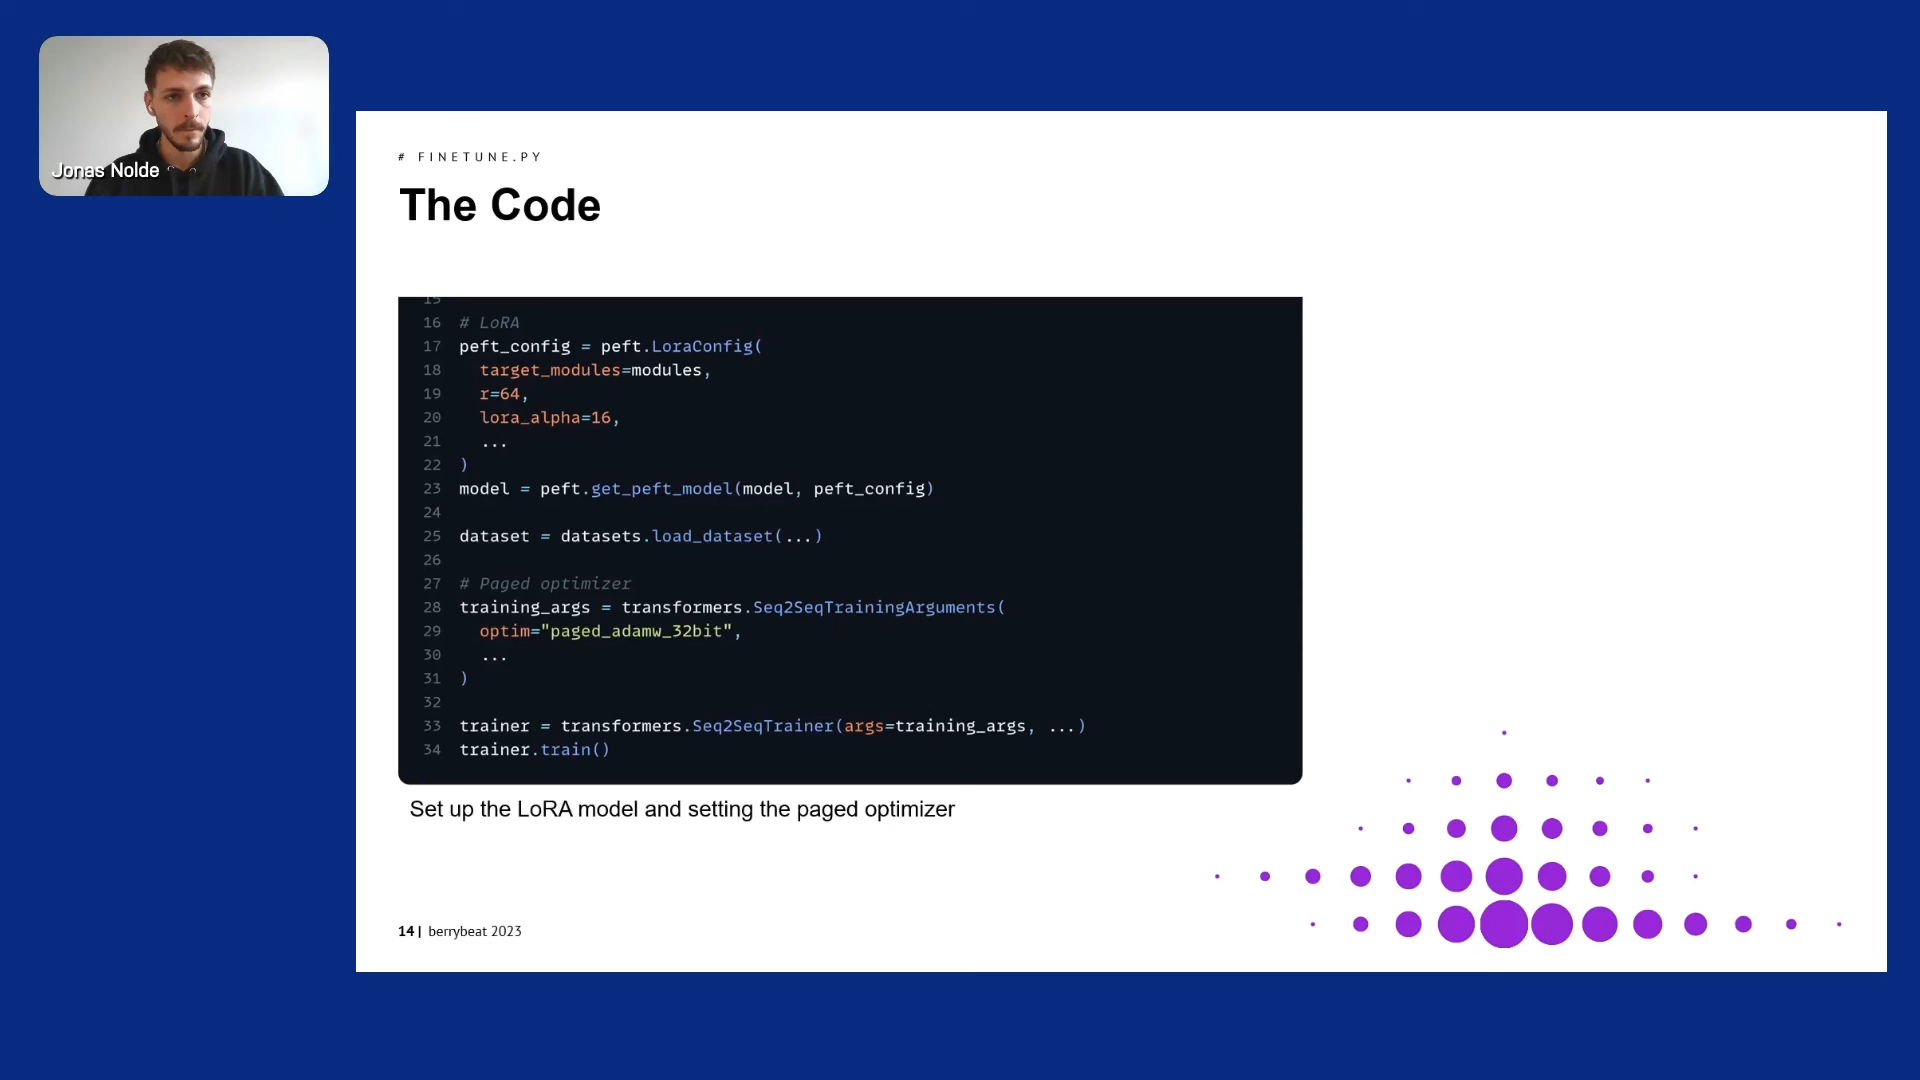 Jonas Nolde
# FINETUNE.PY
The Code
15
16 # LoRA
17 peft_config = peft.LoraConfig(
18   target_modules=modules,
19   r=64,
20   lora_alpha=16,
21   ...
22 )
23 model = peft.get_peft_model(model, peft_config)
24
25 dataset = datasets.load_dataset(...)
26
27 # Paged optimizer
28 training_args = transformers.Seq2SeqTrainingArguments(
29   optim="paged_adamw_32bit",
30   ...
31 )
32
33 trainer = transformers.Seq2SeqTrainer(args=training_args, ...)
34 trainer.train()
Set up the LoRA model and setting the paged optimizer
14 | berrybeat 2023